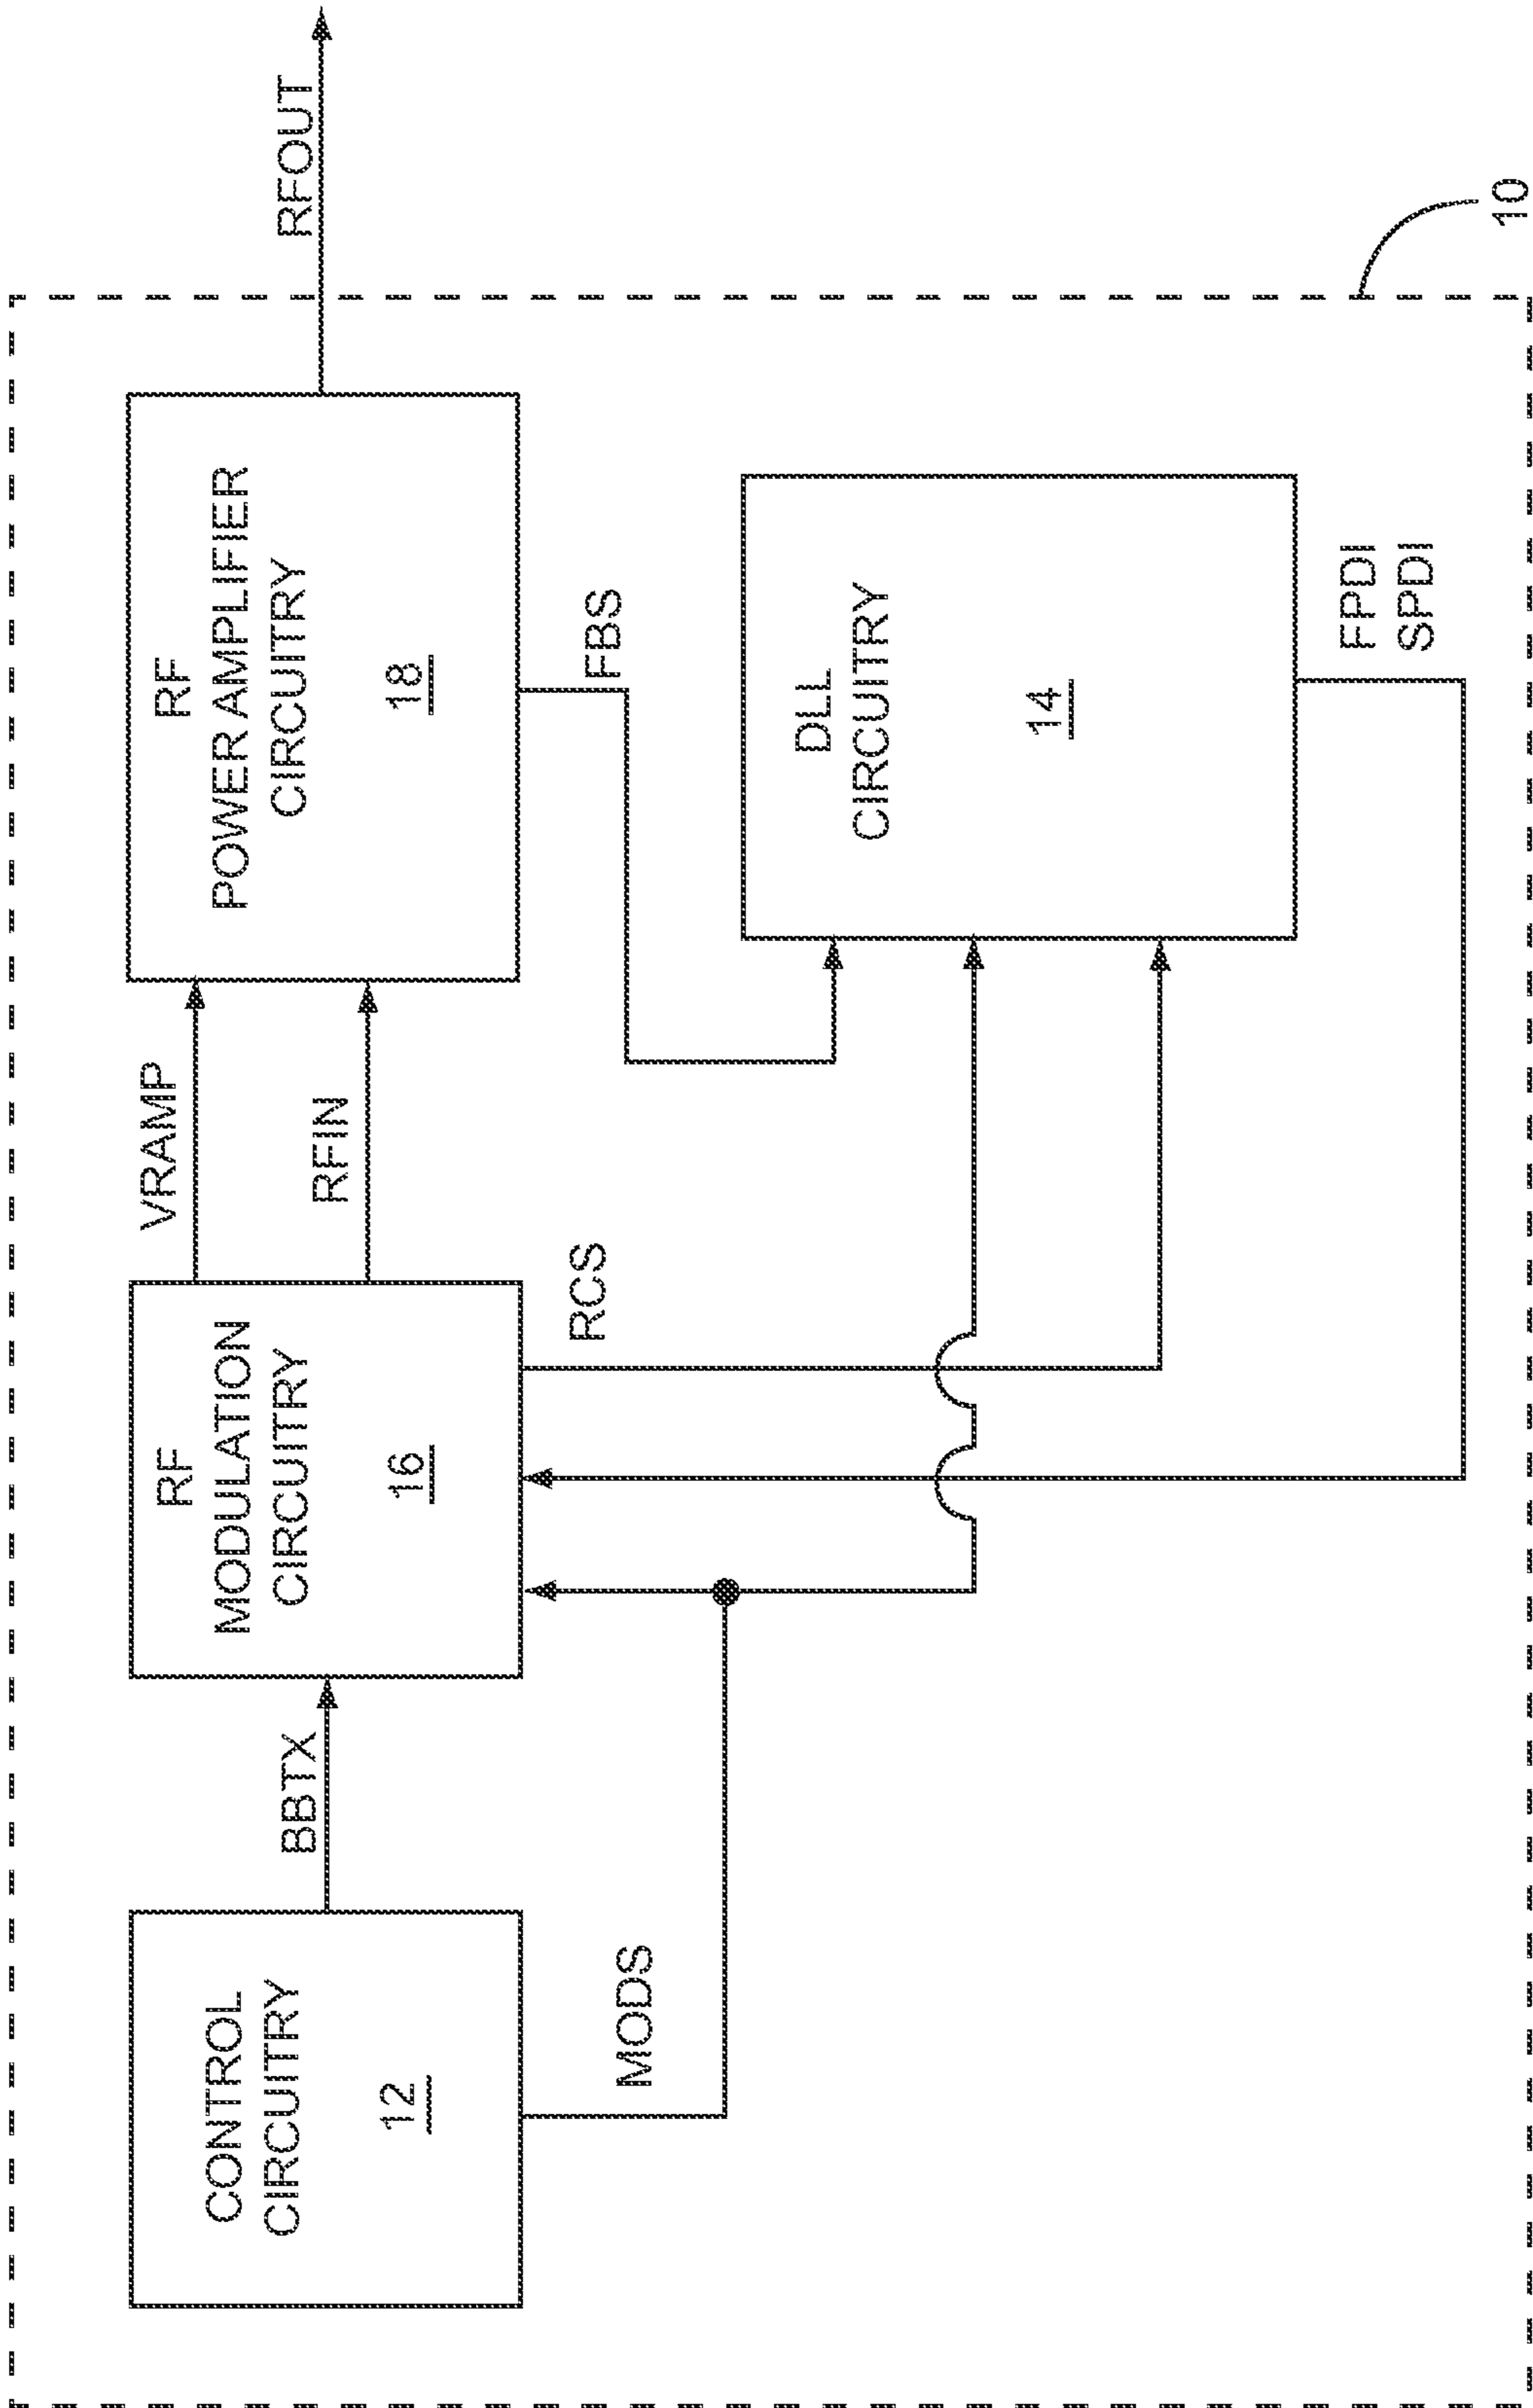 CONTROL
CIRCUITRY
12
BBTX
MODS
RF
MODULATION
CIRCUITRY
16
VRAMP
RFIN
RCS
RF
POWER AMPLIFIER
CIRCUITRY
18
FBS
DLL
CIRCUITRY
14
FPDI
SPDI
RFOUT
10